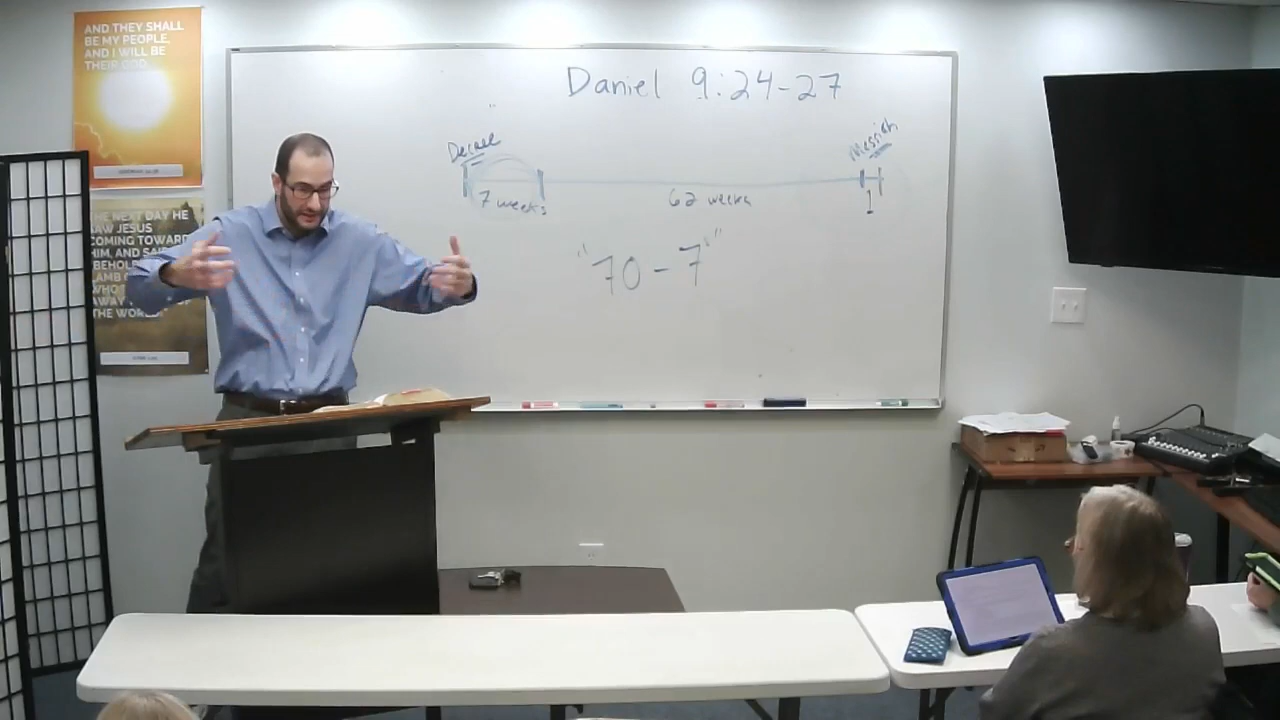 AND THEY SHALL
BE MY PEOPLE,
AND I WILL BE
THEIR GOD.
THE NEXT DAY HE
SAW JESUS
COMING TOWARD
HIM, AND SAID
BEHOLD
LAMB
WHO
AWAY
THE WORLD
Daniel 9:24-27
Decree
Messiah
7 weeks
62 weeks
1
"70 - 7's"